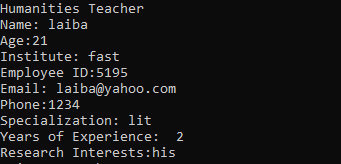 Humanities Teacher
Name: laiba
Age:21
Institute: fast
Employee ID:5195
Email: laiba@yahoo.com
Phone:1234
Specialization: lit
Years of Experience:  2
Research Interests:his